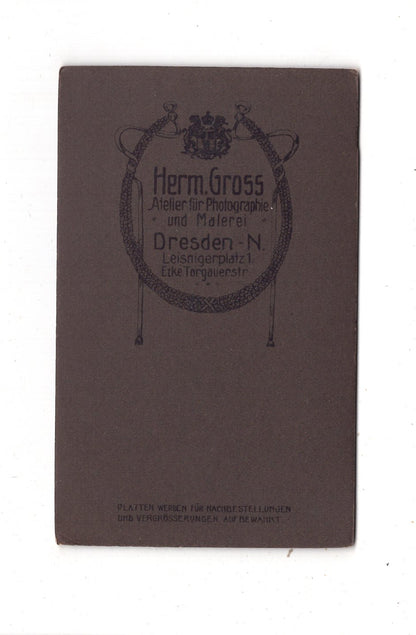 Herm. Gross
Atelier für Photographie
und Malerei
Dresden - N.
Leisnigerplatz 1.
Ecke Torgauerstr.
PLATTEN WERDEN FÜR NACHBESTELLUNGEN
UND VERGRÖSSERUNGEN AUFBEWAHRT.